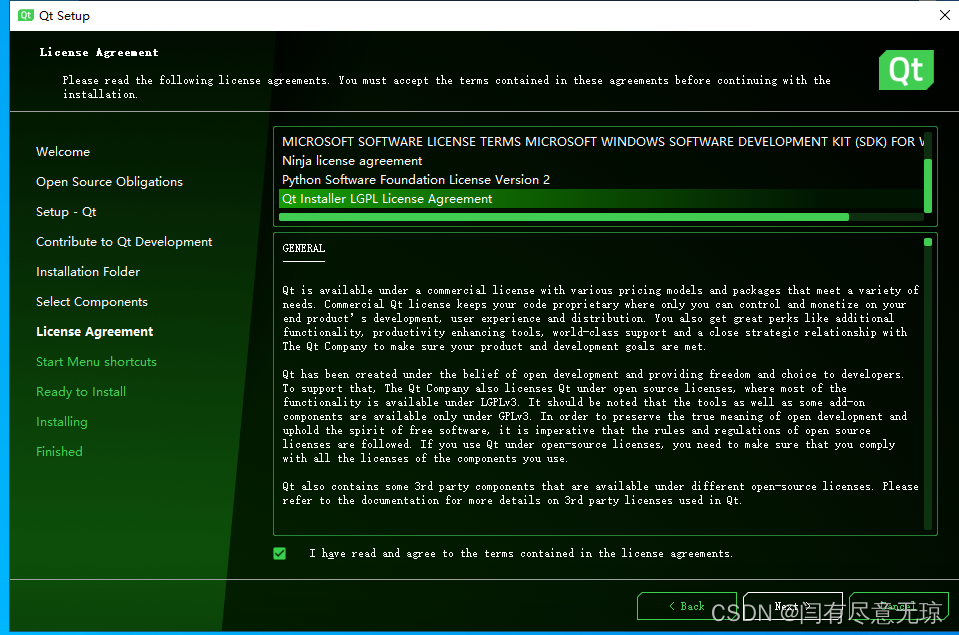 Qt Qt Setup
License Agreement
Please read the following license agreements. You must accept the terms contained in these agreements before continuing with the
installation.
Qt
Welcome
Open Source Obligations
Setup - Qt
Contribute to Qt Development
Installation Folder
Select Components
License Agreement
Start Menu shortcuts
Ready to Install
Installing
Finished
MICROSOFT SOFTWARE LICENSE TERMS MICROSOFT WINDOWS SOFTWARE DEVELOPMENT KIT (SDK) FOR
Ninja license agreement
Python Software Foundation License Version 2
Qt Installer LGPL License Agreement
GENERAL
Qt is available under a commercial license with various pricing models and packages that meet a variety of
needs. Commercial Qt license keeps your code proprietary where only you can control and monetize on your
end product’s development, user experience and distribution. You also get great perks like additional
functionality, productivity enhancing tools, world-class support and a close strategic relationship with
The Qt Company to make sure your product and development goals are met.
Qt has been created under the belief of open development and providing freedom and choice to developers.
To support that, The Qt Company also licenses Qt under open source licenses, where most of the
functionality is available under LGPLv3. It should be noted that the tools as well as some add-on
components are available only under GPLv3. In order to preserve the true meaning of open development and
uphold the spirit of free software, it is imperative that the rules and regulations of open source
licenses are followed. If you use Qt under open-source licenses, you need to make sure that you comply
with all the licenses of the components you use.
Qt also contains some 3rd party components that are available under different open-source licenses. Please
refer to the documentation for more details on 3rd party licenses used in Qt.
I have read and agree to the terms contained in the license agreements.
< Back
Next >
Cancel
CSDN @闫有尽意无琼